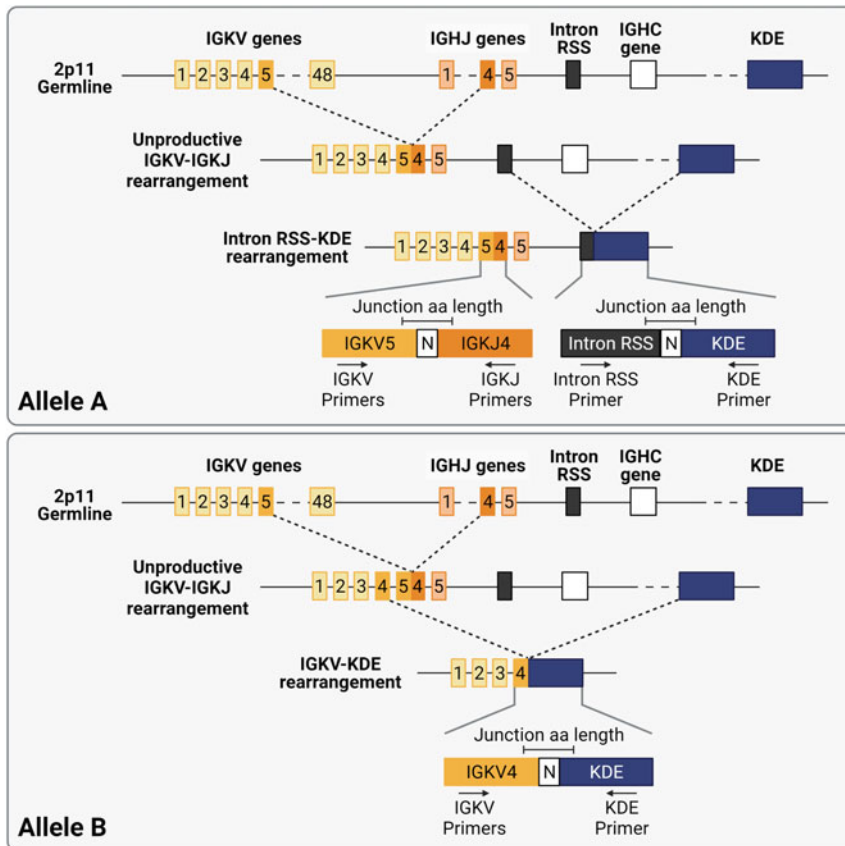 IGKV genes IGHJ genes Intron RSS IGHC gene KDE
2p11 Germline
1 2 3 4 5 48 1 4 5
Unproductive IGKV-IGKJ rearrangement
1 2 3 4 5 4 5
Intron RSS-KDE rearrangement
1 2 3 4 5 4 5
Junction aa length Junction aa length
IGKV5 N IGKJ4 Intron RSS N KDE
IGKV Primers IGKJ Primers Intron RSS Primer KDE Primer
Allele A
IGKV genes IGHJ genes Intron RSS IGHC gene KDE
2p11 Germline
1 2 3 4 5 48 1 4 5
Unproductive IGKV-IGKJ rearrangement
1 2 3 4 5 4 5
IGKV-KDE rearrangement
1 2 3 4
Junction aa length
IGKV4 N KDE
IGKV Primers KDE Primer
Allele B